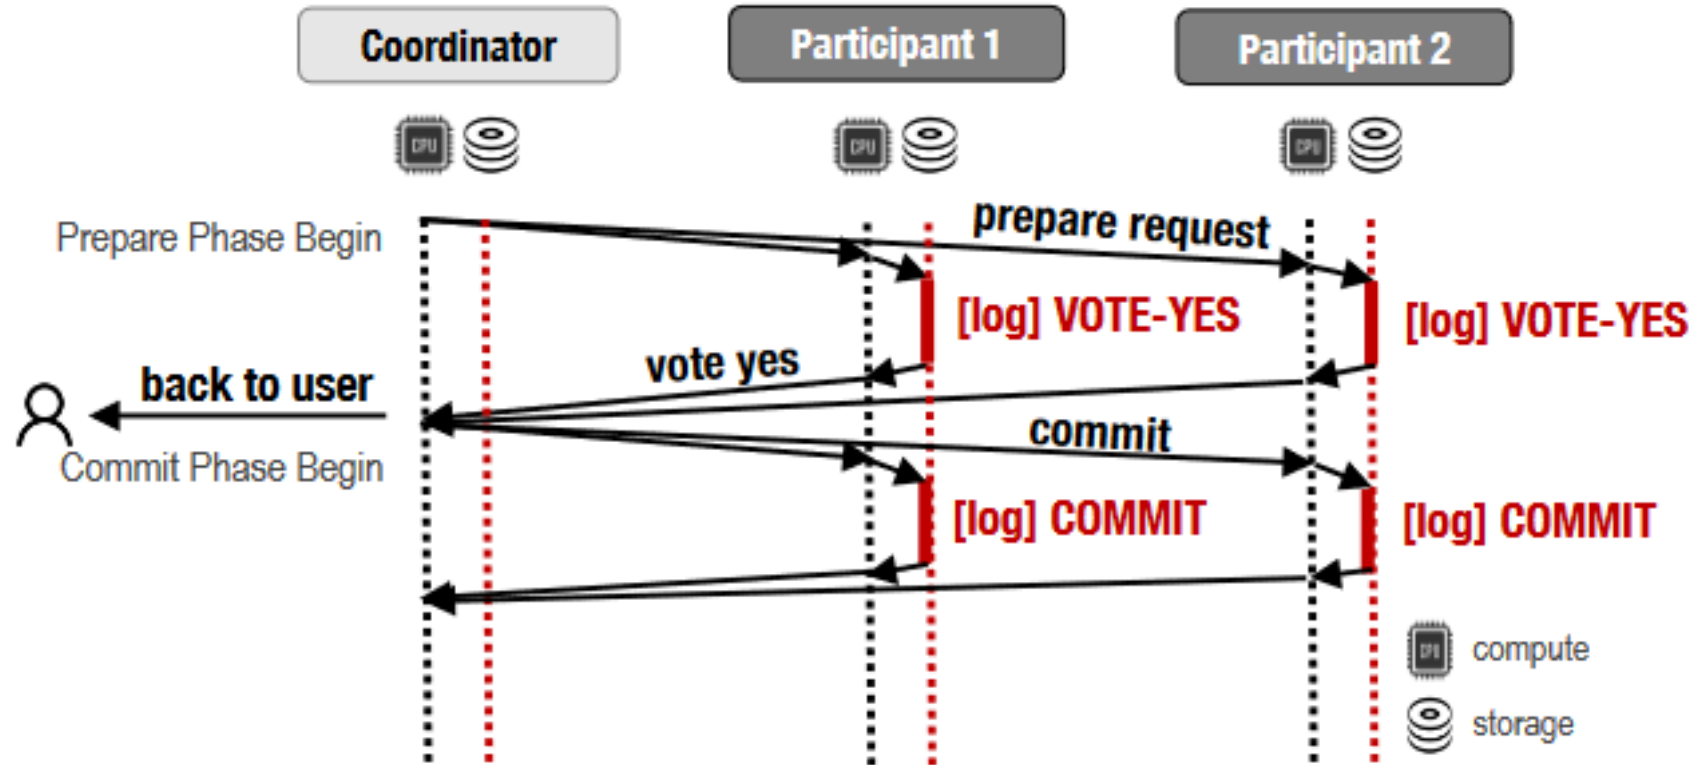 Coordinator
Participant 1
Participant 2
CPU
CPU
CPU
Prepare Phase Begin
prepare request
[log] VOTE-YES
[log] VOTE-YES
vote yes
back to user
commit
Commit Phase Begin
[log] COMMIT
[log] COMMIT
CPU
compute
storage